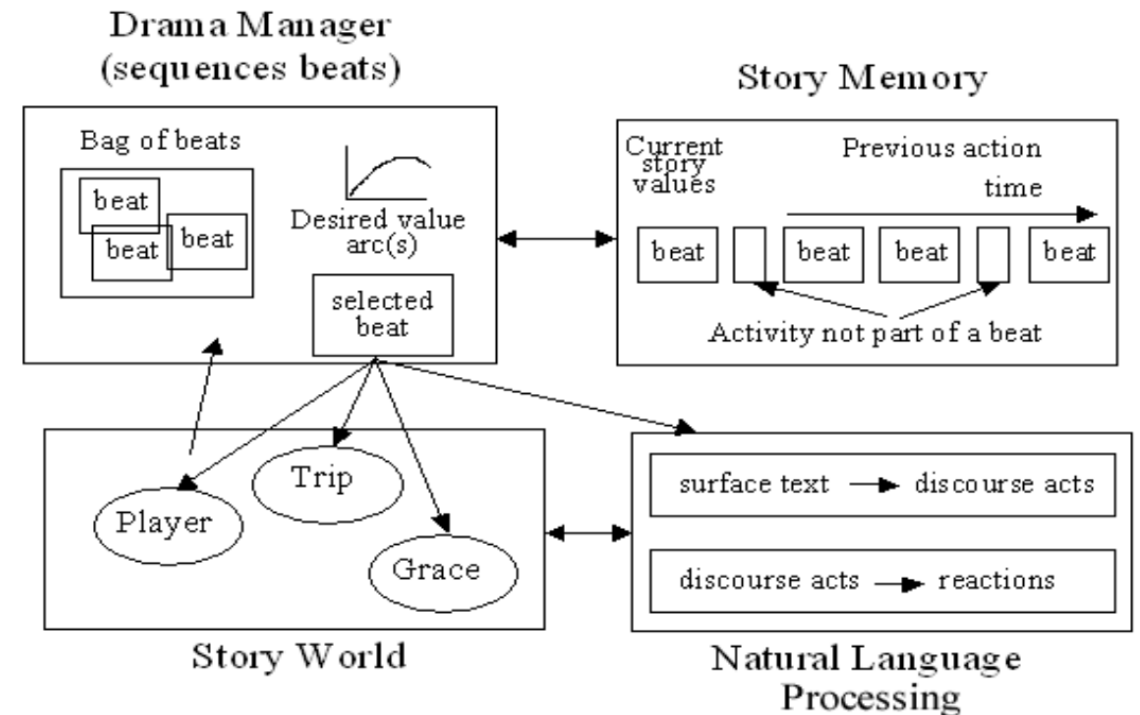 Drama Manager
(sequences beats)
Bag of beats
beat
beat
beat
Desired value
arc(s)
selected
beat
Story Memory
Current
story
values
Previous action
time
beat
beat
beat
beat
Activity not part of a beat
Player
Trip
Grace
Story World
surface text
discourse acts
discourse acts
reactions
Natural Language
Processing